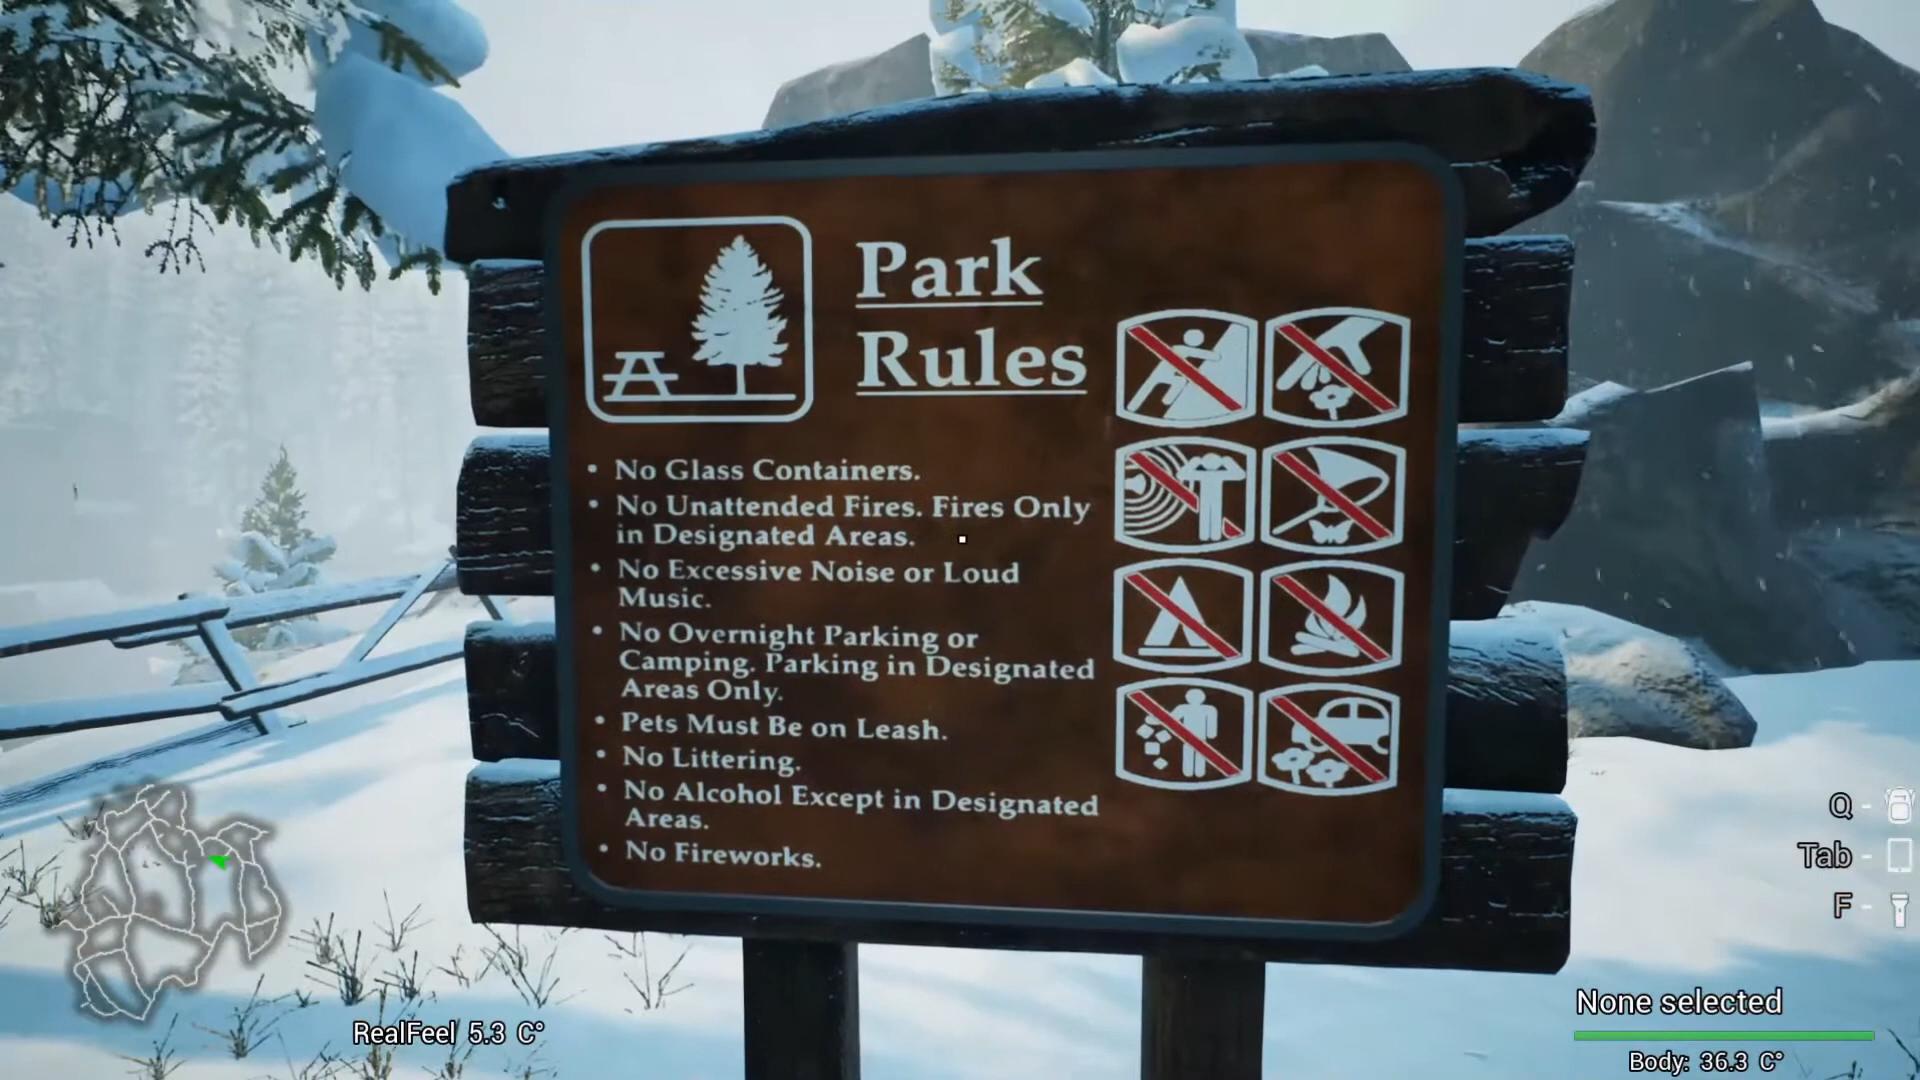 Park
Rules
• No Glass Containers.
• No Unattended Fires. Fires Only
in Designated Areas.
• No Excessive Noise or Loud
Music.
• No Overnight Parking or
Camping. Parking in Designated
Areas Only.
• Pets Must Be on Leash.
• No Littering.
• No Alcohol Except in Designated
Areas.
• No Fireworks.
Q -
Tab -
F -
None selected
RealFeel 5.3 C°
Body: 36.3 C°